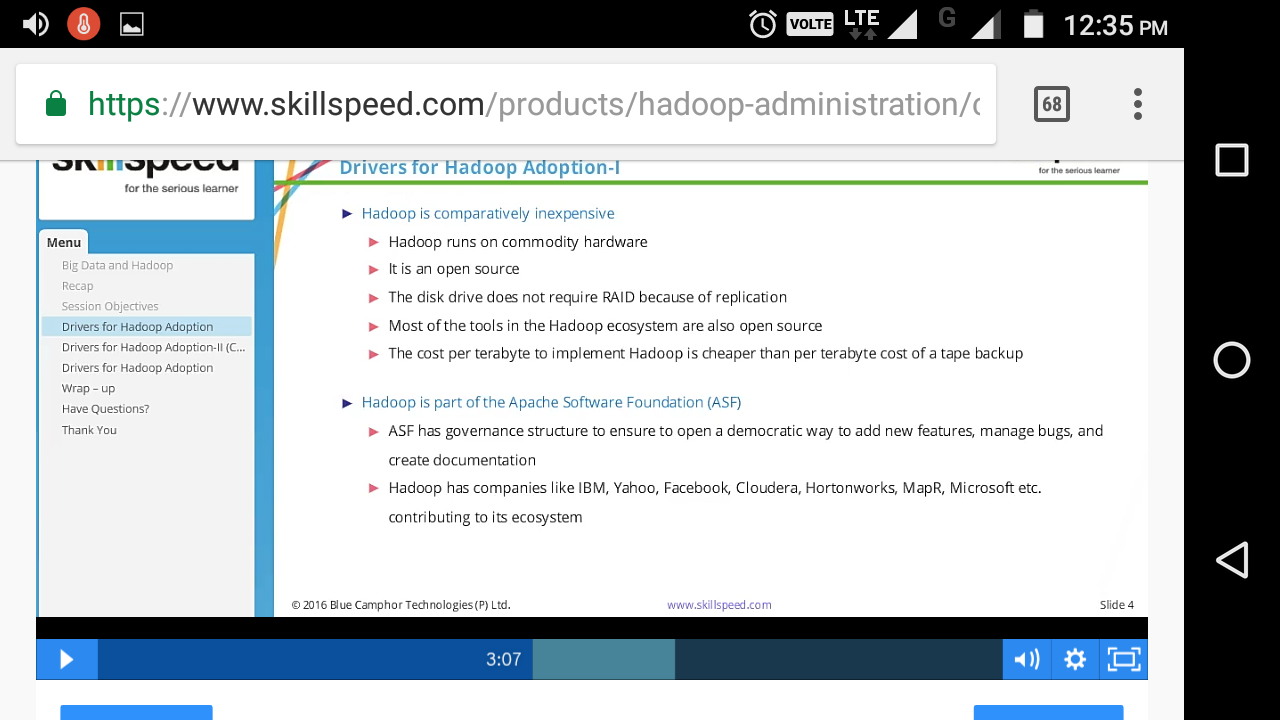 VOLTE LTE G 12:35 PM
https://www.skillspeed.com/products/hadoop-administration/
68
skillspeed
for the serious learner
Menu
Big Data and Hadoop
Recap
Session Objectives
Drivers for Hadoop Adoption
Drivers for Hadoop Adoption-II (C...
Drivers for Hadoop Adoption
Wrap – up
Have Questions?
Thank You
Drivers for Hadoop Adoption-I
for the serious learner
Hadoop is comparatively inexpensive
Hadoop runs on commodity hardware
It is an open source
The disk drive does not require RAID because of replication
Most of the tools in the Hadoop ecosystem are also open source
The cost per terabyte to implement Hadoop is cheaper than per terabyte cost of a tape backup
Hadoop is part of the Apache Software Foundation (ASF)
ASF has governance structure to ensure to open a democratic way to add new features, manage bugs, and
create documentation
Hadoop has companies like IBM, Yahoo, Facebook, Cloudera, Hortonworks, MapR, Microsoft etc.
contributing to its ecosystem
© 2016 Blue Camphor Technologies (P) Ltd. www.skillspeed.com Slide 4
3:07